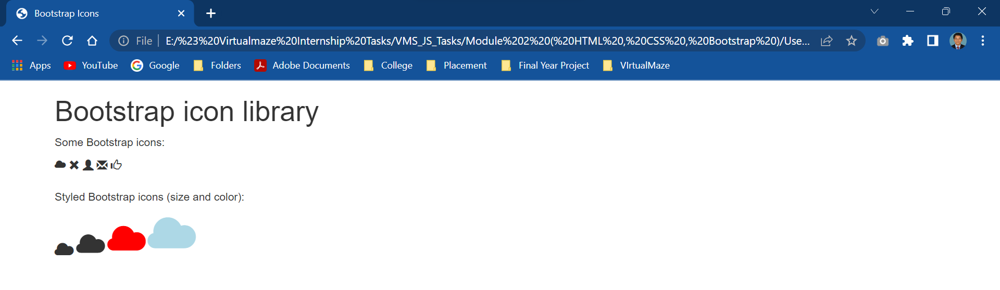 Bootstrap Icons
File E:/%23%20Virtualmaze%20Internship%20Tasks/VMS_JS_Tasks/Module%202%20(%20HTML%20,%20CSS%20,%20Bootstrap%20)/Use...
Apps YouTube Google Folders Adobe Documents College Placement Final Year Project VIrtualMaze
Bootstrap icon library
Some Bootstrap icons:
Styled Bootstrap icons (size and color):